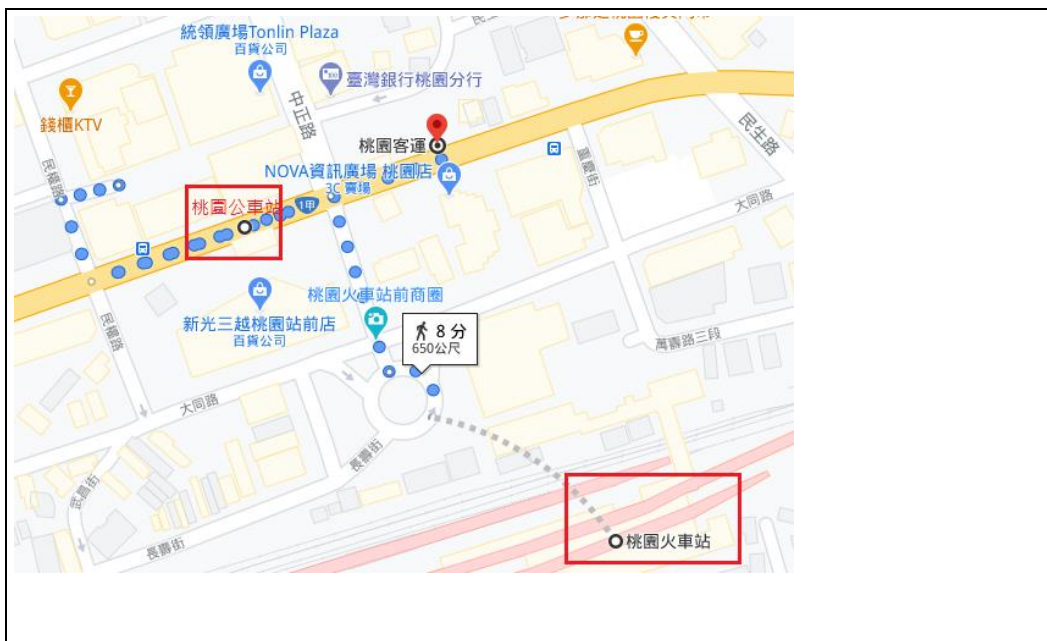 統領廣場Tonlin Plaza
百貨公司
臺灣銀行桃園分行
錢櫃KTV
中正路
桃園客運
民生路
民權路
NOVA資訊廣場 桃園店
3C 賣場
重慶街
大同路
桃園公車站
1甲
桃園火車站前商圈
新光三越桃園站前店
百貨公司
8 分
650公尺
民權路
萬壽路三段
大同路
長壽街
武昌街
長壽街
桃園火車站